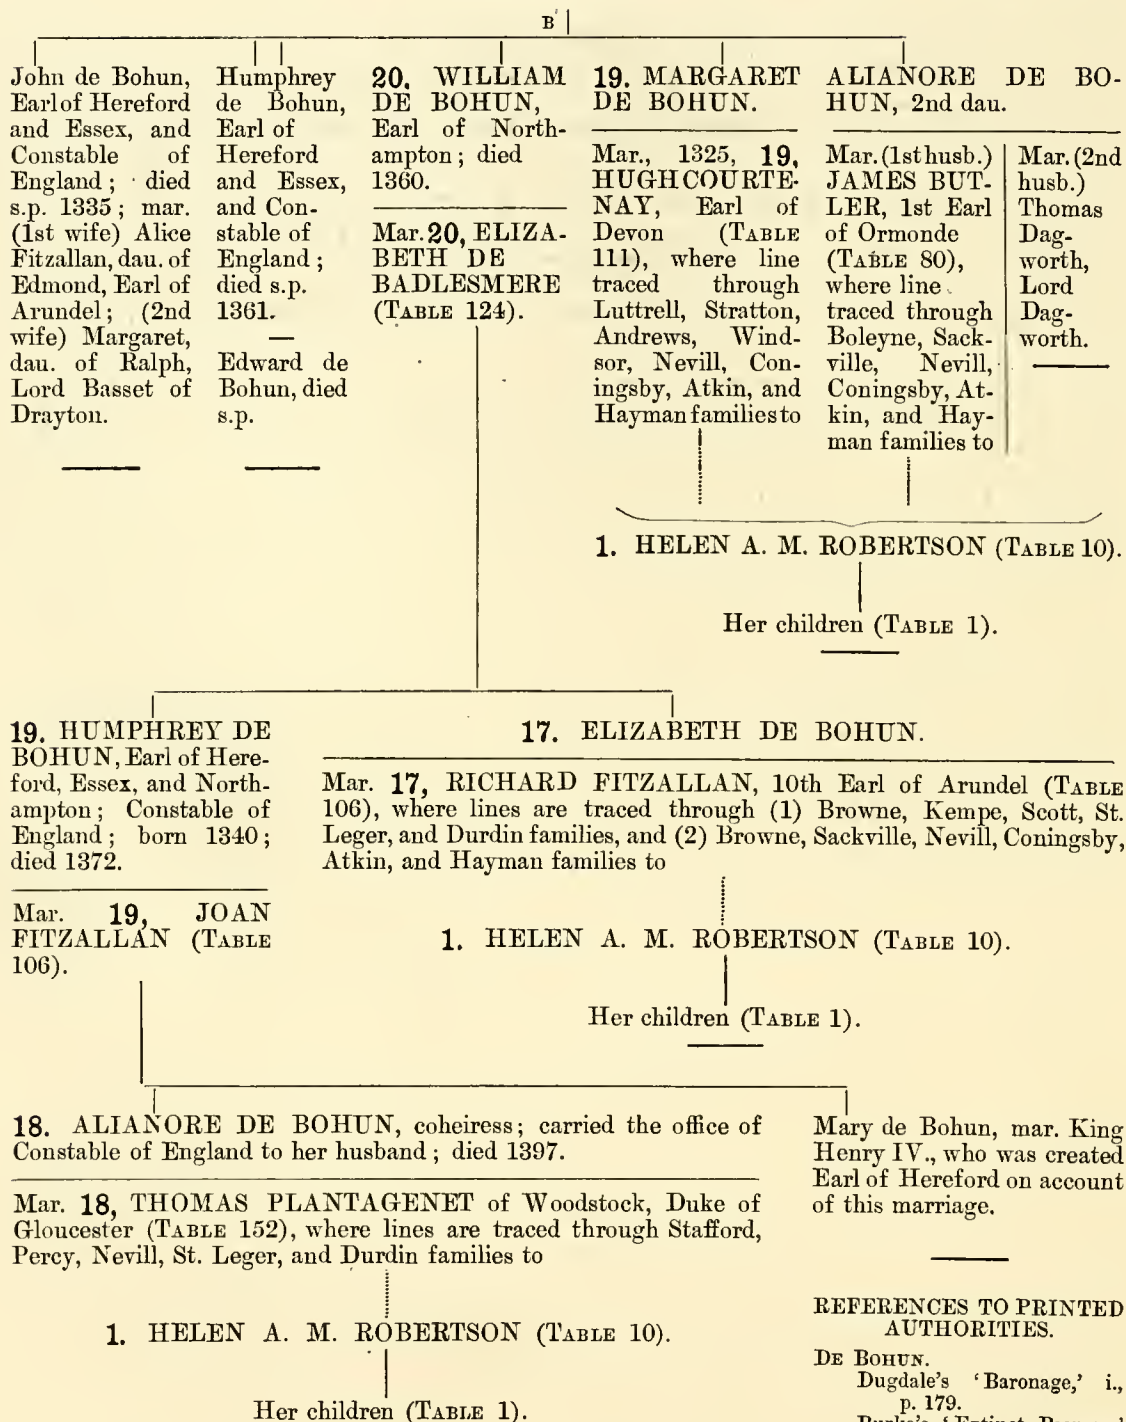 B
John de Bohun,
Earl of Hereford
and Essex, and
Constable of
England; died
s.p. 1335; mar.
(1st wife) Alice
Fitzallan, dau. of
Edmond, Earl of
Arundel; (2nd
wife) Margaret,
dau. of Ralph,
Lord Basset of
Drayton.
Humphrey
de Bohun,
Earl of
Hereford
and Essex,
and Con-
stable of
England;
died s.p.
1361.
—
Edward de
Bohun, died
s.p.
20. WILLIAM
DE BOHUN,
Earl of North-
ampton; died
1360.
Mar. 20, ELIZA-
BETH DE
BADLESMERE
(TABLE 124).
19. MARGARET
DE BOHUN.
Mar., 1325, 19,
HUGH COURTE-
NAY, Earl of
Devon (TABLE
111), where line
traced through
Luttrell, Stratton,
Andrews, Wind-
sor, Nevill, Con-
ingsby, Atkin, and
Hayman families to
ALIANORE DE BO-
HUN, 2nd dau.
Mar. (1st husb.)
JAMES BUT-
LER, 1st Earl
of Ormonde
(TABLE 80),
where line
traced through
Boleyne, Sack-
ville, Nevill,
Coningsby, At-
kin, and Hay-
man families to
Mar. (2nd
husb.)
Thomas
Dag-
worth,
Lord
Dag-
worth.
1. HELEN A. M. ROBERTSON (TABLE 10).
Her children (TABLE 1).
19. HUMPHREY DE
BOHUN, Earl of Here-
ford, Essex, and North-
ampton; Constable of
England; born 1340;
died 1372.
Mar. 19, JOAN
FITZALLAN (TABLE
106).
17. ELIZABETH DE BOHUN.
Mar. 17, RICHARD FITZALLAN, 10th Earl of Arundel (TABLE
106), where lines are traced through (1) Browne, Kempe, Scott, St.
Leger, and Durdin families, and (2) Browne, Sackville, Nevill, Coningsby,
Atkin, and Hayman families to
1. HELEN A. M. ROBERTSON (TABLE 10).
Her children (TABLE 1).
18. ALIANORE DE BOHUN, coheiress; carried the office of
Constable of England to her husband; died 1397.
Mar. 18, THOMAS PLANTAGENET of Woodstock, Duke of
Gloucester (TABLE 152), where lines are traced through Stafford,
Percy, Nevill, St. Leger, and Durdin families to
1. HELEN A. M. ROBERTSON (TABLE 10).
Her children (TABLE 1).
Mary de Bohun, mar. King
Henry IV., who was created
Earl of Hereford on account
of this marriage.
REFERENCES TO PRINTED
AUTHORITIES.
DE BOHUN.
Dugdale's 'Baronage,' i.,
p. 179.